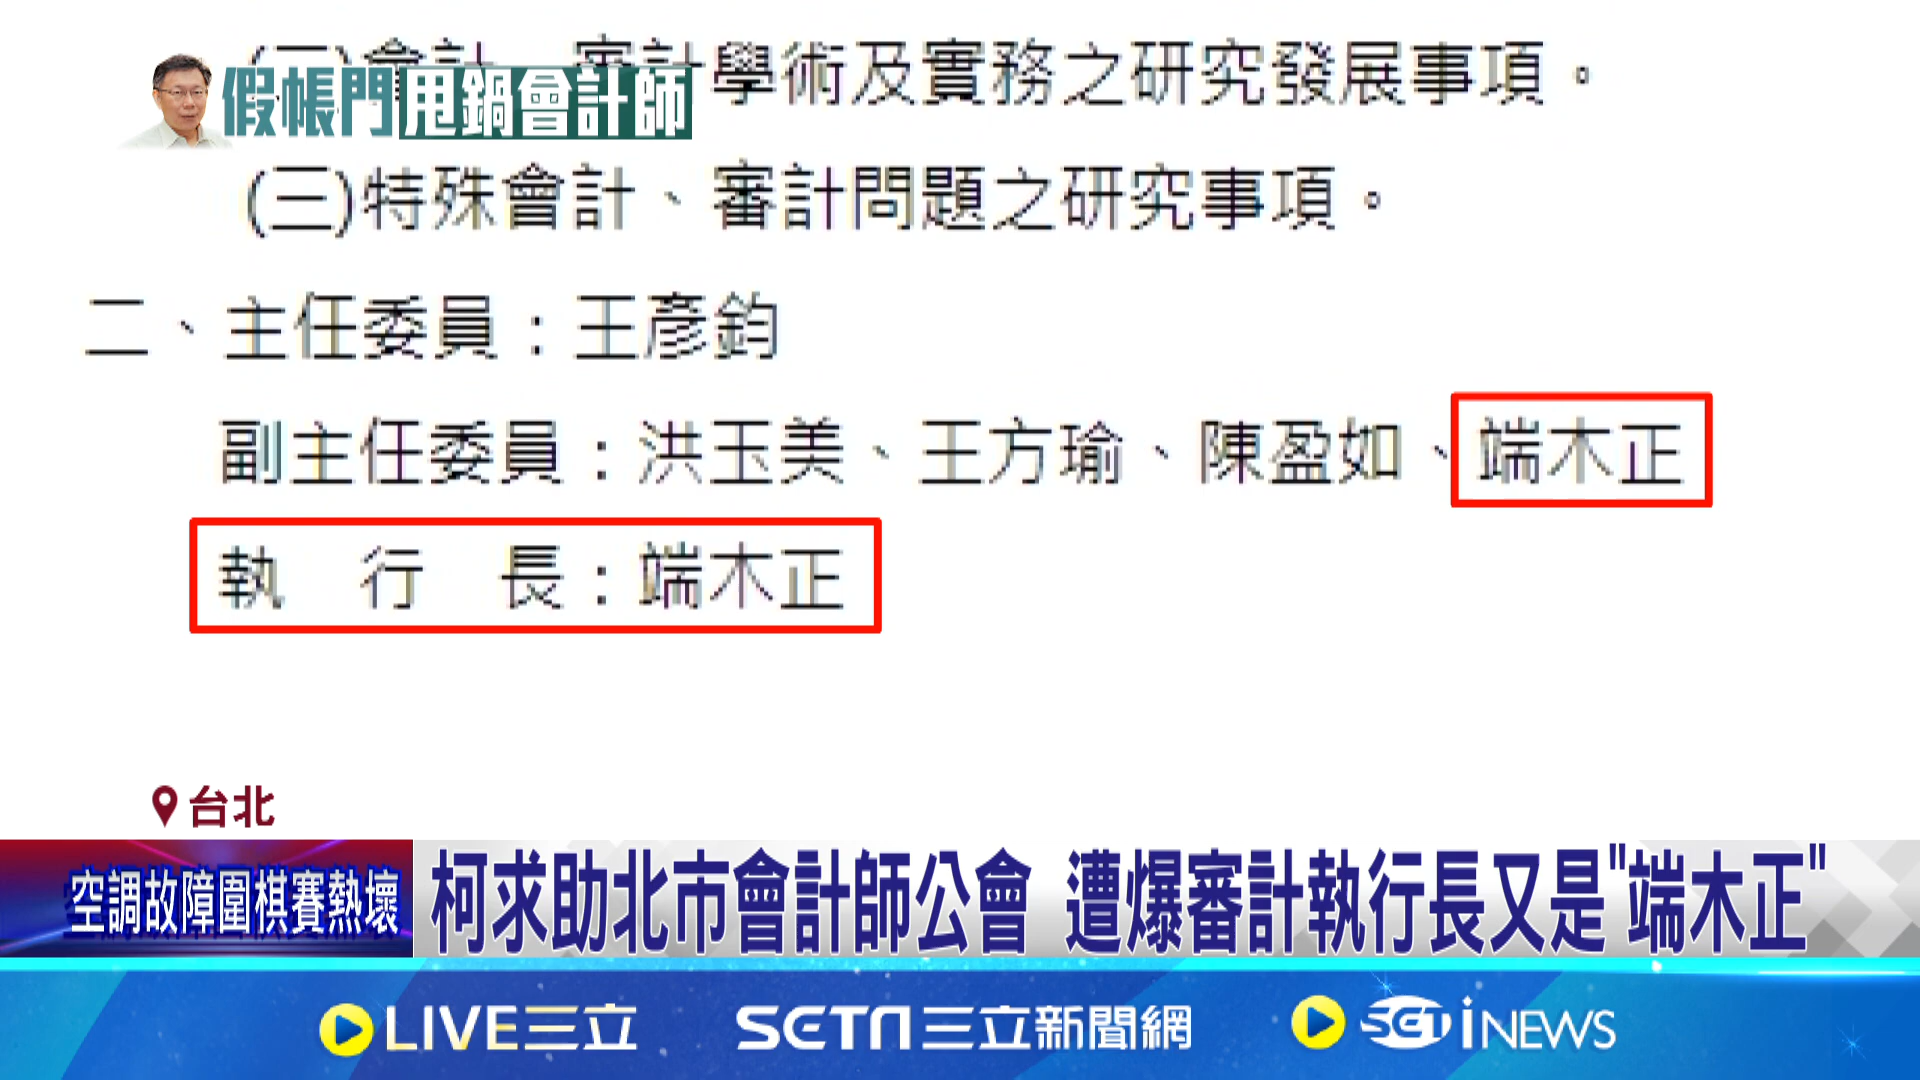 假帳門甩鍋會計師
學術及實務之研究發展事項。
(三)特殊會計、審計問題之研究事項。
二、主任委員：王彥鈞
副主任委員：洪玉美、王方瑜、陳盈如、端木正
執 行 長：端木正
台北
空調故障圍棋賽熱壞
柯求助北市會計師公會 遭爆審計執行長又是"端木正"
LIVE三立 SETN三立新聞網 SET iNEWS